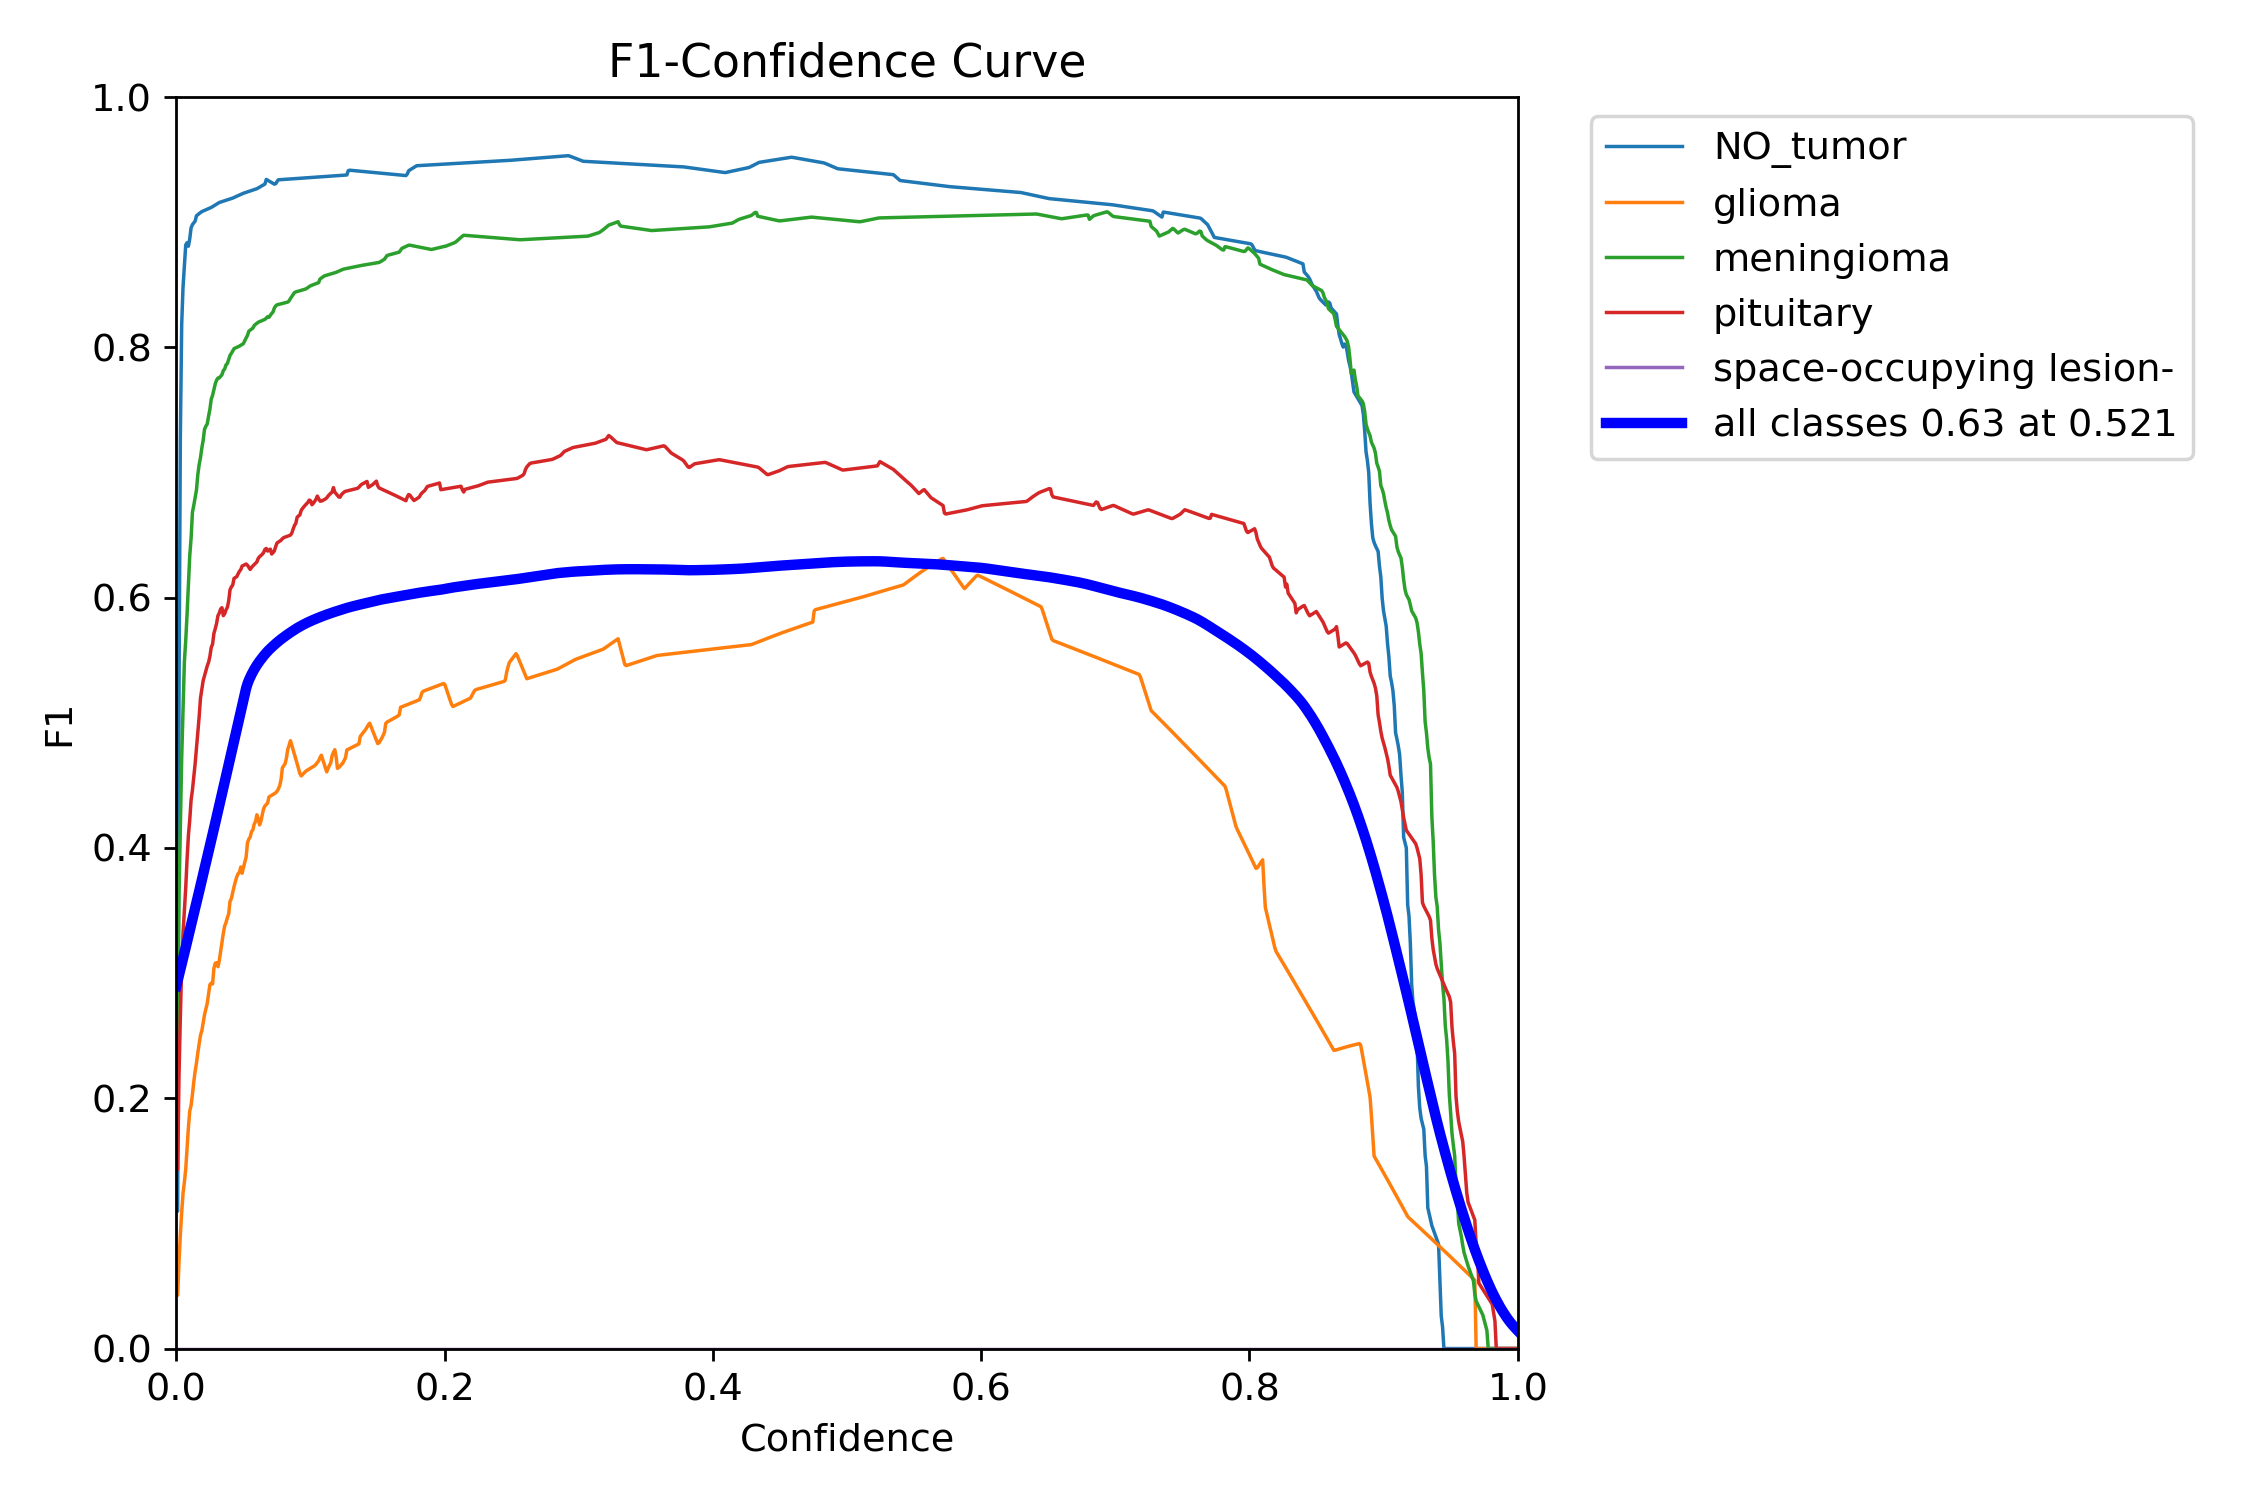 F1-Confidence Curve
1.0
0.8
0.6
0.4
0.2
0.0
F1
0.0 0.2 0.4 0.6 0.8 1.0
Confidence
NO_tumor
glioma
meningioma
pituitary
space-occupying lesion-
all classes 0.63 at 0.521